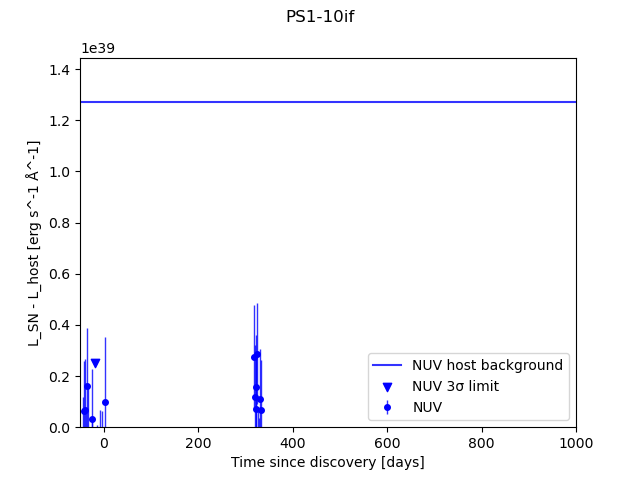 PS1-10if
1e39
L_SN - L_host [erg s^-1 Å^-1]
1.4
1.2
1.0
0.8
0.6
0.4
0.2
0.0
0 200 400 600 800 1000
Time since discovery [days]
NUV host background
NUV 3σ limit
NUV